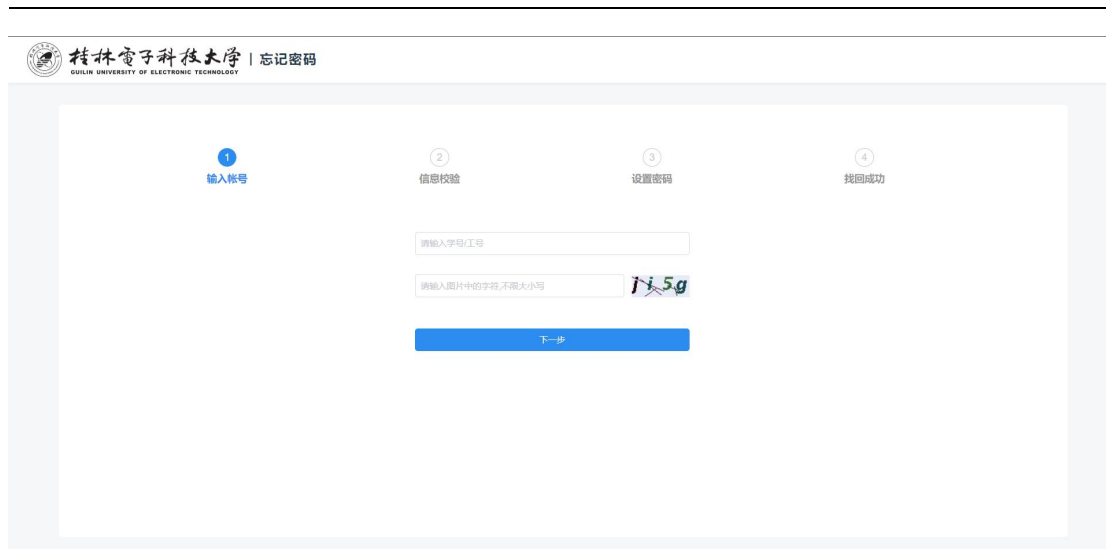 桂林電子科技大学 | 忘记密码
GUILIN UNIVERSITY OF ELECTRONIC TECHNOLOGY
1 2 3 4
输入帐号 信息校验 设置密码 找回成功
请输入学号/工号
请输入图片中的字符,不限大小写 ji5g
下一步